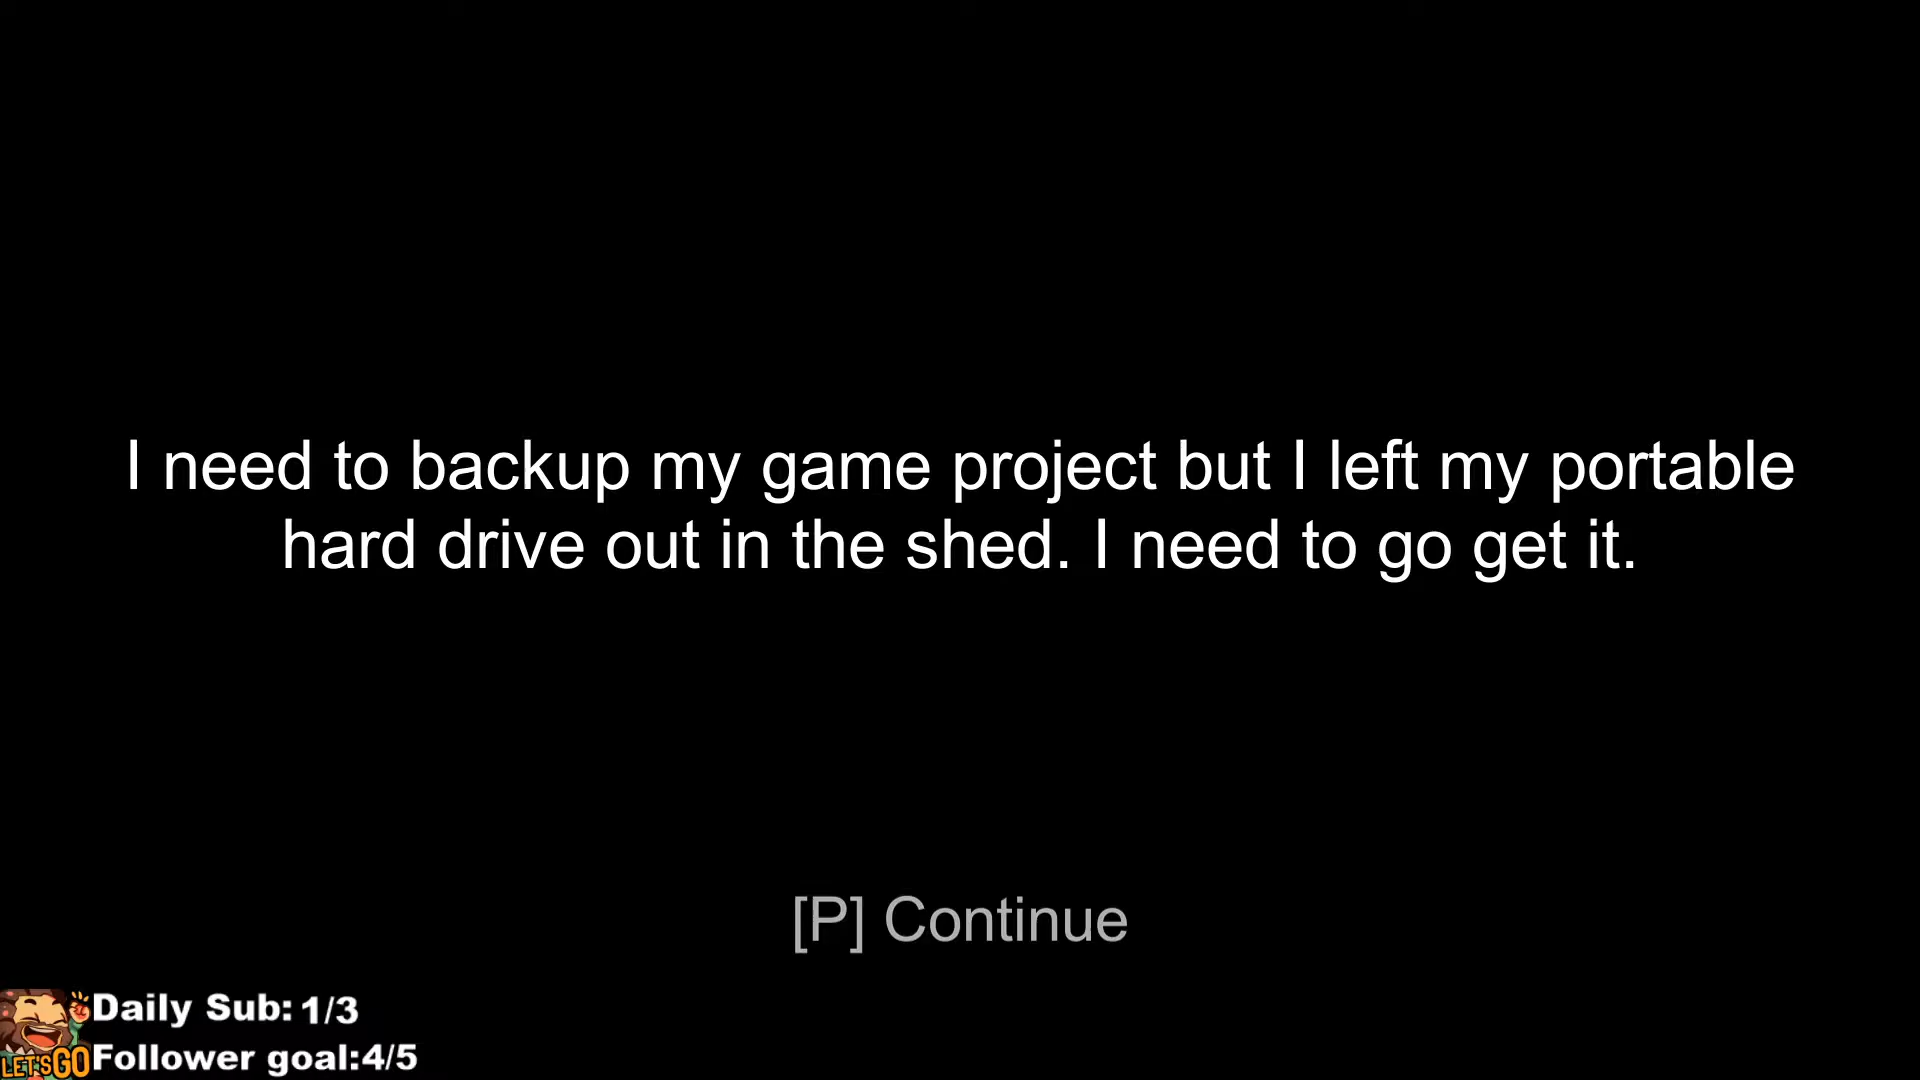 I need to backup my game project but I left my portable
hard drive out in the shed. I need to go get it.
[P] Continue
Daily Sub: 1/3
LET'S GO
Follower goal:4/5